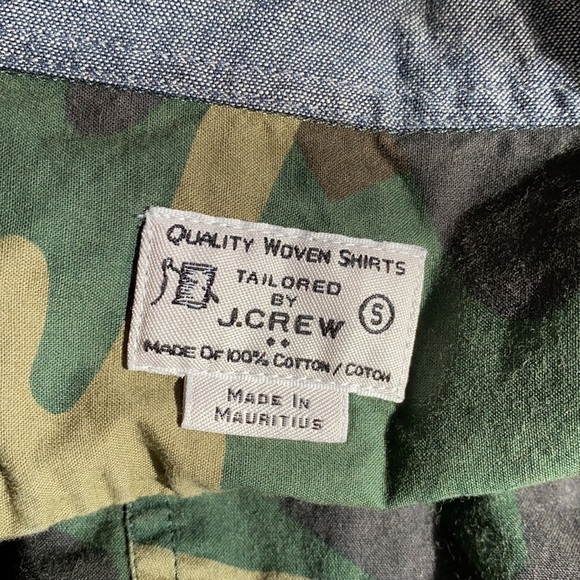 QUALITY WOVEN SHIRTS
TAILORED
BY
J.CREW
S
MADE OF 100% COTTON / COTON
MADE IN
MAURITIUS